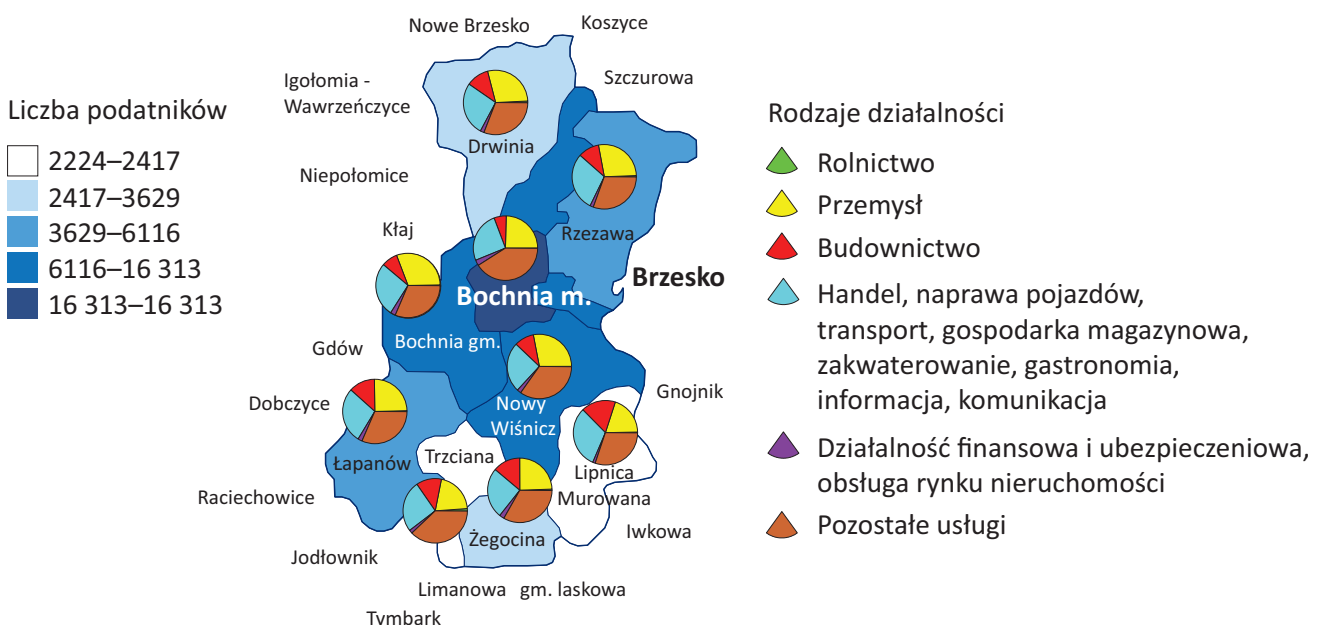 Nowe Brzesko
Koszyce
Igołomia -
Wawrzeńczyce
Szczurowa
Niepołomice
Drwinia
Kłaj
Rzezawa
Brzesko
Bochnia m.
Bochnia gm.
Gdów
Gnojnik
Dobczyce
Nowy
Wiśnicz
Łapanów
Trzciana
Lipnica
Murowana
Raciechowice
Iwkowa
Żegocina
Jodłownik
Limanowa
gm. laskowa
Tymbark
Liczba podatników
2224–2417
2417–3629
3629–6116
6116–16 313
16 313–16 313
Rodzaje działalności
Rolnictwo
Przemysł
Budownictwo
Handel, naprawa pojazdów,
transport, gospodarka magazynowa,
zakwaterowanie, gastronomia,
informacja, komunikacja
Działalność finansowa i ubezpieczeniowa,
obsługa rynku nieruchomości
Pozostałe usługi